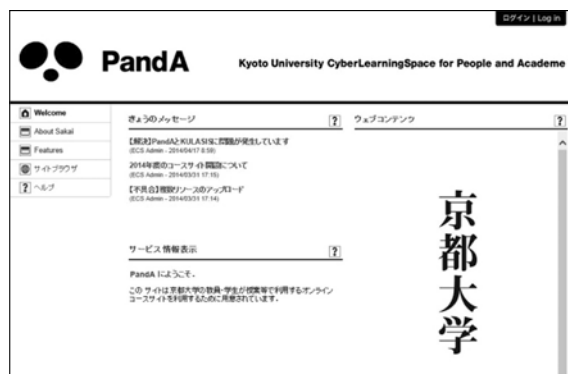 ログイン | Log in
PandA
Kyoto University CyberLearningSpace for People and Academe
Welcome
About Sakai
Features
サイトブラウザ
ヘルプ
きょうのメッセージ
【解決】PandAとKULASISに問題が発生しています
(ECS Admin - 2014/04/17 8:58)
2014年度のコースサイト開設について
(ECS Admin - 2014/03/31 17:15)
【不具合】複数リソースのアップロード
(ECS Admin - 2014/03/31 17:14)
サービス情報表示
PandA にようこそ.
この サイトは京都大学の教員・学生が授業等で利用するオンライン
コースサイトを利用するために用意されています.
ウェブコンテンツ
京都大学